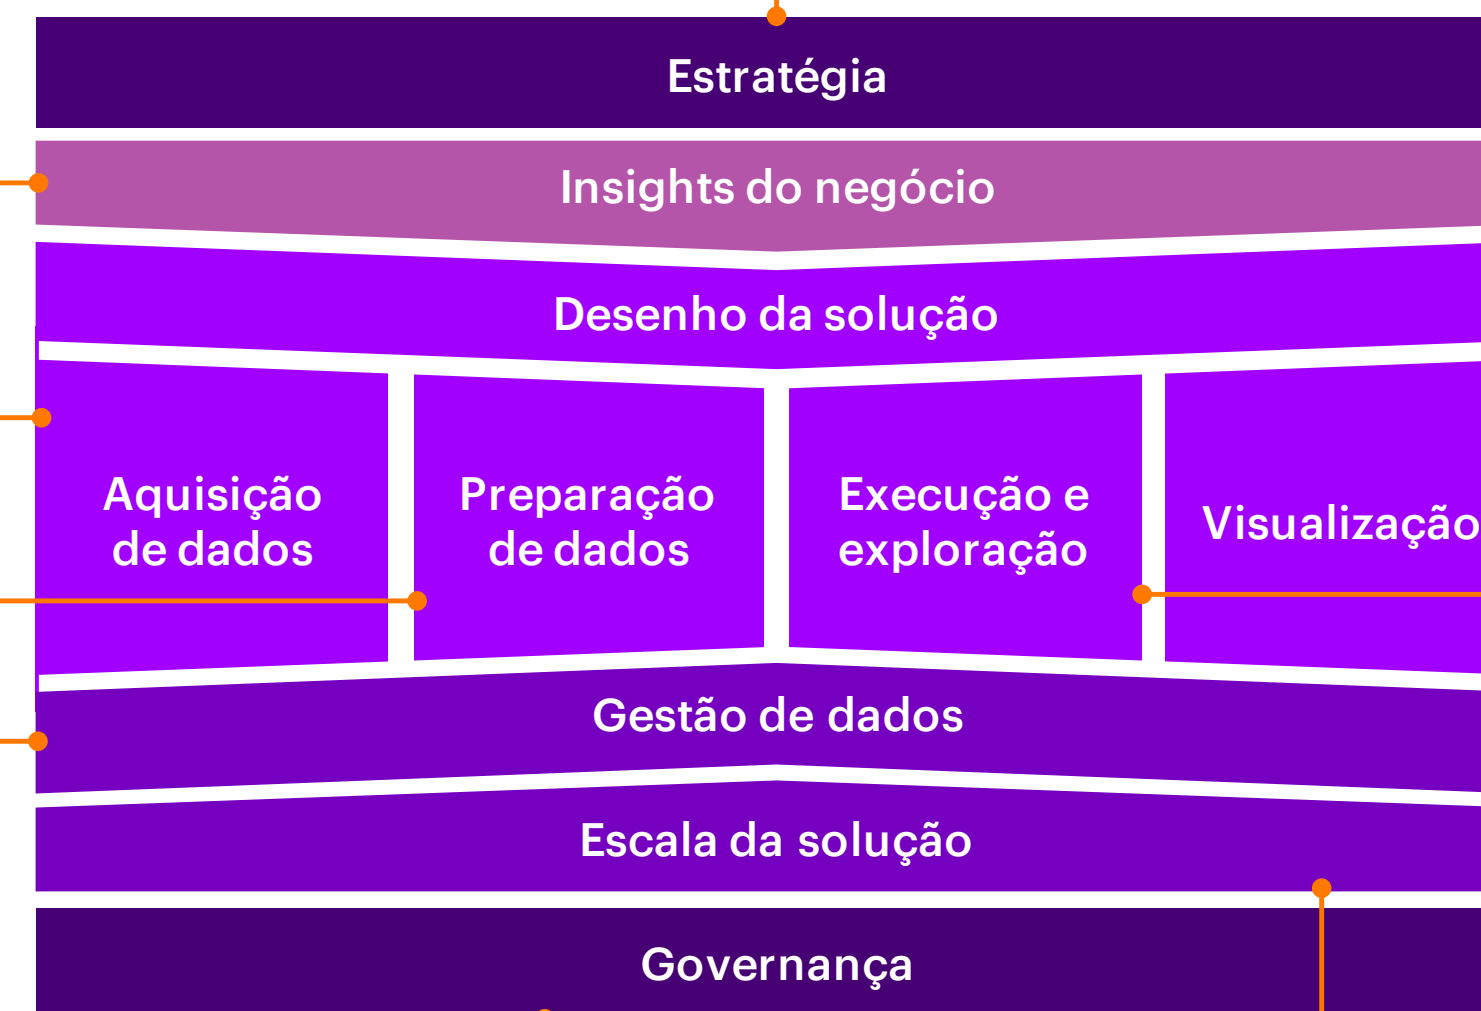 Estratégia
Insights do negócio
Desenho da solução
Aquisição
de dados
Preparação
de dados
Execução e
exploração
Visualização
Gestão de dados
Escala da solução
Governança